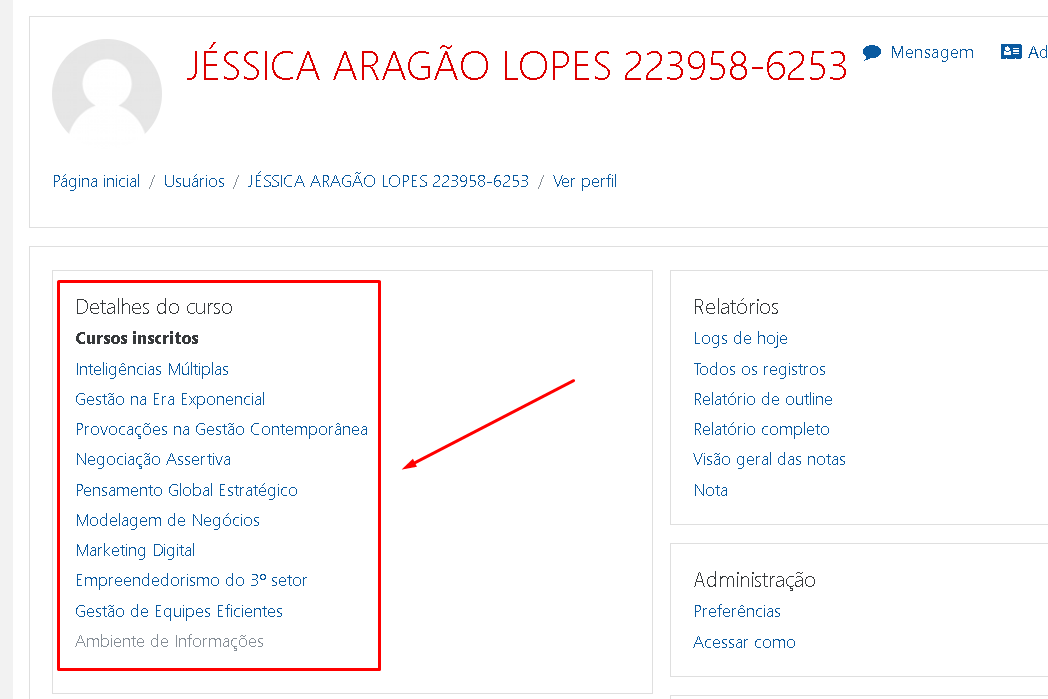 JÉSSICA ARAGÃO LOPES 223958-6253
Mensagem
Ad
Página inicial / Usuários / JÉSSICA ARAGÃO LOPES 223958-6253 / Ver perfil
Detalhes do curso
Cursos inscritos
Inteligências Múltiplas
Gestão na Era Exponencial
Provocações na Gestão Contemporânea
Negociação Assertiva
Pensamento Global Estratégico
Modelagem de Negócios
Marketing Digital
Empreendedorismo do 3º setor
Gestão de Equipes Eficientes
Ambiente de Informações
Relatórios
Logs de hoje
Todos os registros
Relatório de outline
Relatório completo
Visão geral das notas
Nota
Administração
Preferências
Acessar como